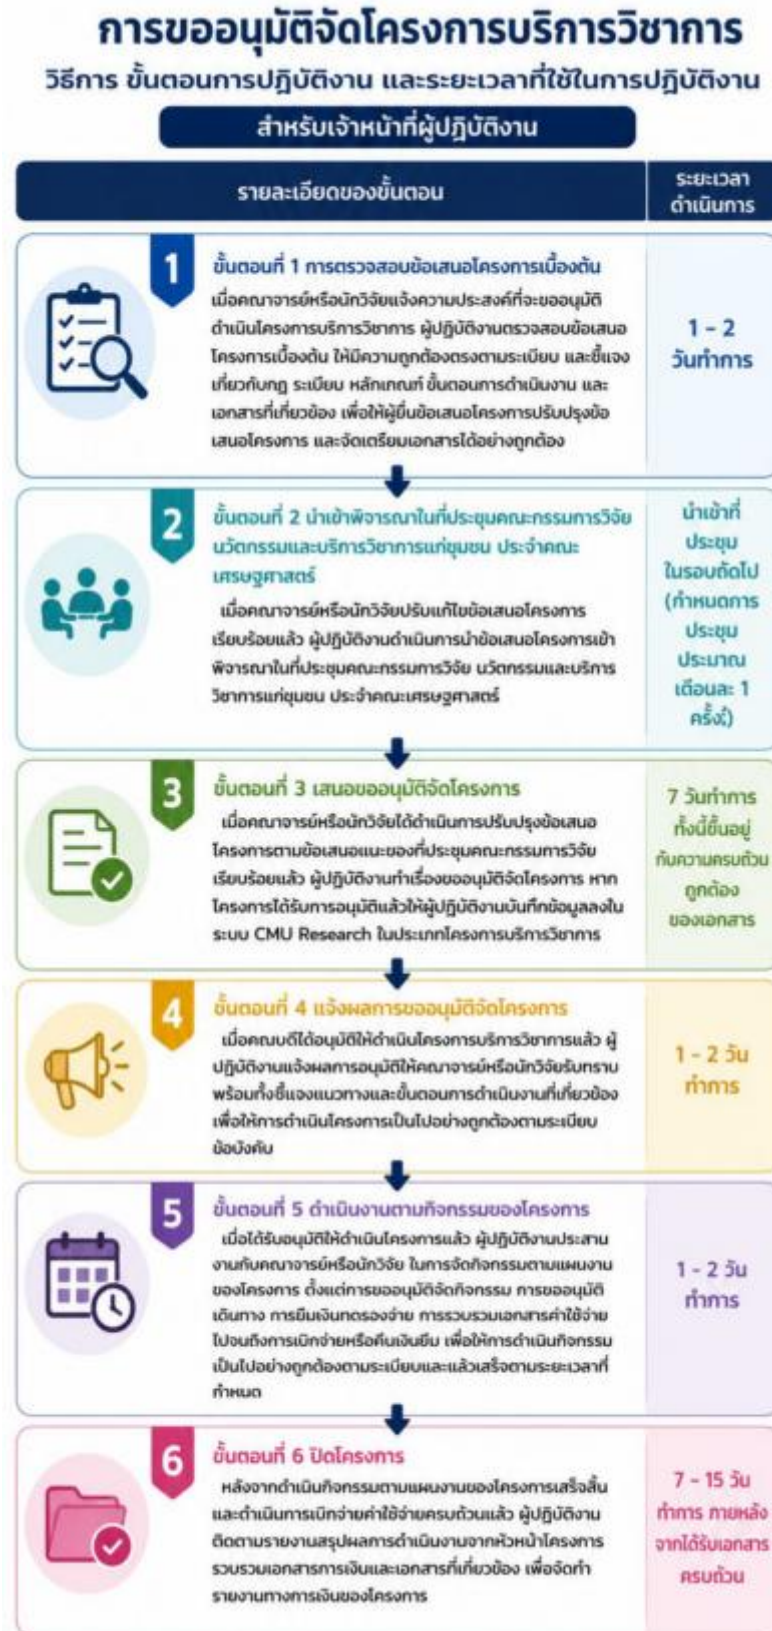 การขออนุมัติจัดโครงการบริการวิชาการ
วิธีการ ขั้นตอนการปฏิบัติงาน และระยะเวลาที่ใช้ในการปฏิบัติงาน
สำหรับเจ้าหน้าที่ผู้ปฏิบัติงาน
รายละเอียดของขั้นตอน
ระยะเวลา
ดำเนินการ
1
ขั้นตอนที่ 1 การตรวจสอบข้อเสนอโครงการเบื้องต้น
เมื่อคณาจารย์หรือนักวิจัยแจ้งความประสงค์ที่จะขออนุมัติ
ดำเนินโครงการบริการวิชาการ ผู้ปฏิบัติงานตรวจสอบข้อเสนอ
โครงการเบื้องต้น ให้มีความถูกต้องตรงตามระเบียบ และชี้แจง
เกี่ยวกับกฎ ระเบียบ หลักเกณฑ์ ขั้นตอนการดำเนินงาน และ
เอกสารที่เกี่ยวข้อง เพื่อให้ผู้ยื่นข้อเสนอโครงการปรับปรุงข้อ
เสนอโครงการ และจัดเตรียมเอกสารได้อย่างถูกต้อง
1 - 2
วันทำการ
2
ขั้นตอนที่ 2 นำเข้าพิจารณาในที่ประชุมคณะกรรมการวิจัย
นวัตกรรมและบริการวิชาการแก่ชุมชน ประจำคณะ
เศรษฐศาสตร์
เมื่อคณาจารย์หรือนักวิจัยปรับแก้ไขข้อเสนอโครงการ
เรียบร้อยแล้ว ผู้ปฏิบัติงานดำเนินการนำข้อเสนอโครงการเข้า
พิจารณาในที่ประชุมคณะกรรมการวิจัย นวัตกรรมและบริการ
วิชาการแก่ชุมชน ประจำคณะเศรษฐศาสตร์
นำเข้าที่
ประชุม
ในรอบถัดไป
(กำหนดการ
ประชุม
ประมาณ
เดือนละ 1
ครั้ง)
3
ขั้นตอนที่ 3 เสนอขออนุมัติจัดโครงการ
เมื่อคณาจารย์หรือนักวิจัยได้ดำเนินการปรับปรุงข้อเสนอ
โครงการตามข้อเสนอแนะของที่ประชุมคณะกรรมการวิจัย
เรียบร้อยแล้ว ผู้ปฏิบัติงานทำเรื่องขออนุมัติจัดโครงการ หาก
โครงการได้รับการอนุมัติแล้วให้ผู้ปฏิบัติงานบันทึกข้อมูลลงใน
ระบบ CMU Research ในประเภทโครงการบริการวิชาการ
7 วันทำการ
ทั้งนี้ขึ้นอยู่
กับความครบถ้วน
ถูกต้อง
ของเอกสาร
4
ขั้นตอนที่ 4 แจ้งผลการขออนุมัติจัดโครงการ
เมื่อคณบดีได้อนุมัติให้ดำเนินโครงการบริการวิชาการแล้ว ผู้
ปฏิบัติงานแจ้งผลการอนุมัติให้คณาจารย์หรือนักวิจัยรับทราบ
พร้อมทั้งชี้แจงแนวทางและขั้นตอนการดำเนินงานที่เกี่ยวข้อง
เพื่อให้การดำเนินโครงการเป็นไปอย่างถูกต้องตามระเบียบ
ข้อบังคับ
1 - 2 วัน
ทำการ
5
ขั้นตอนที่ 5 ดำเนินงานตามกิจกรรมของโครงการ
เมื่อได้รับอนุมัติให้ดำเนินโครงการแล้ว ผู้ปฏิบัติงานประสาน
งานกับคณาจารย์หรือนักวิจัย ในการจัดกิจกรรมตามแผนงาน
ของโครงการ ตั้งแต่การขออนุมัติจัดกิจกรรม การขออนุมัติ
เดินทาง การยืมเงินทดรองจ่าย การรวบรวมเอกสารค่าใช้จ่าย
ไปจนถึงการเบิกจ่ายหรือคืนเงินยืม เพื่อให้การดำเนินกิจกรรม
เป็นไปอย่างถูกต้องตามระเบียบและแล้วเสร็จตามระยะเวลาที่
กำหนด
1 - 2 วัน
ทำการ
6
ขั้นตอนที่ 6 ปิดโครงการ
หลังจากดำเนินกิจกรรมตามแผนงานของโครงการเสร็จสิ้น
และดำเนินการเบิกจ่ายค่าใช้จ่ายครบถ้วนแล้ว ผู้ปฏิบัติงาน
ติดตามรายงานสรุปผลการดำเนินงานจากหัวหน้าโครงการ
รวบรวมเอกสารการเงินและเอกสารที่เกี่ยวข้อง เพื่อจัดทำ
รายงานทางการเงินของโครงการ
7 - 15 วัน
ทำการ ภายหลัง
จากได้รับเอกสาร
ครบถ้วน